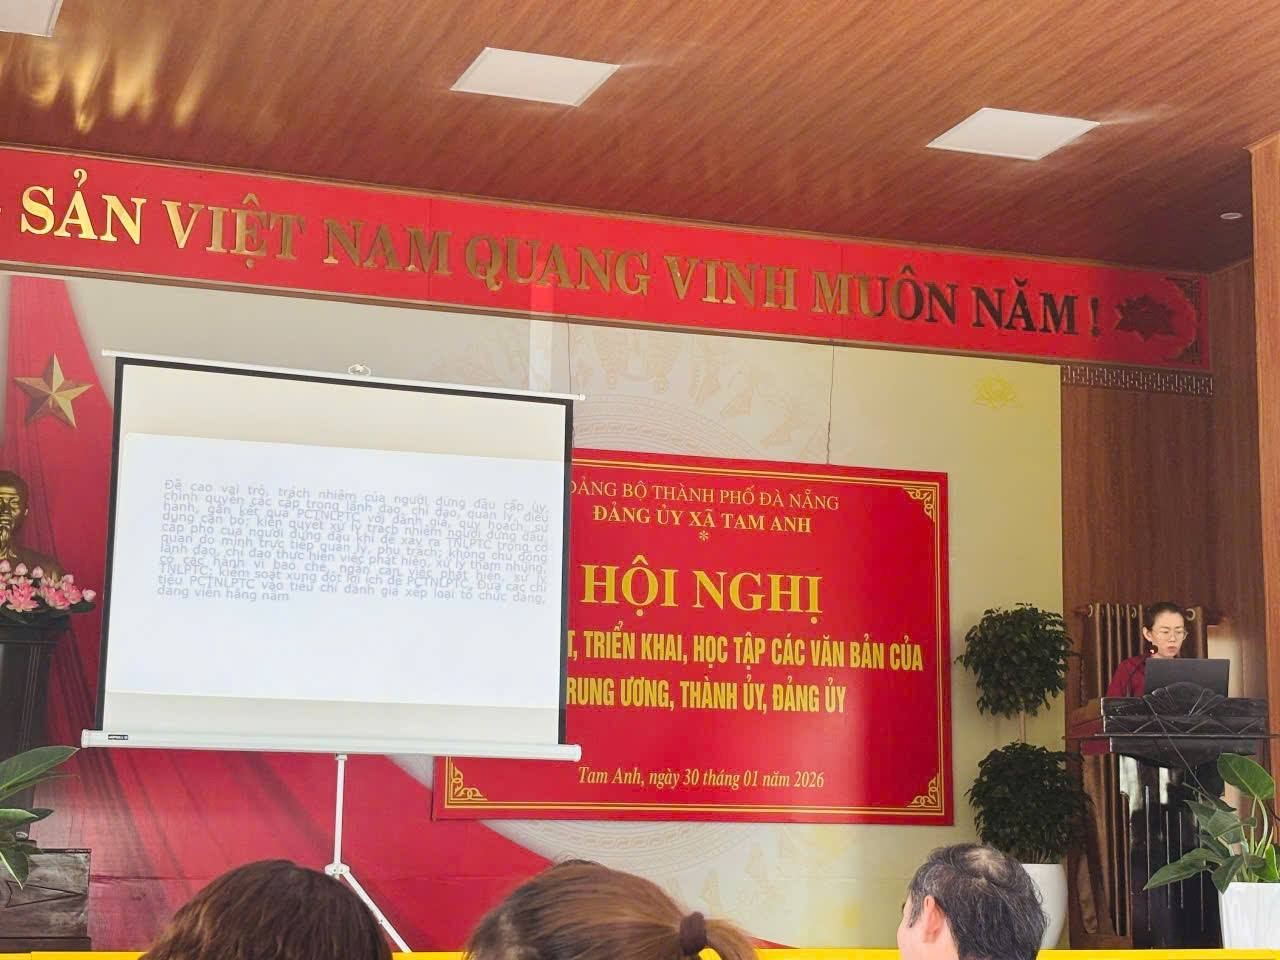 SẢN VIỆT NAM QUANG VINH MUÔN NĂM !
Đề cao vai trò, trách nhiệm của người đứng đầu cấp ủy,
chính quyền các cấp trong lãnh đạo, chỉ đạo, quản lý, điều
hành, gắn kết quả PCTNLPTC với đánh giá, quy hoạch, sử
dụng cán bộ; kiên quyết xử lý trách nhiệm người đứng đầu,
cấp phó của người đứng đầu khi để xảy ra TNLPTC trong cơ
quan do mình trực tiếp quản lý, phụ trách; không chủ động
lãnh đạo, chỉ đạo thực hiện việc phát hiện, xử lý tham nhũng,
có các hành vi bao che, ngăn cản việc phát hiện, xử lý
TNLPTC; kiểm soát xung đột lợi ích để PCTNLPTC. Đưa các chỉ
tiêu PCTNLPTC vào tiêu chí đánh giá xếp loại tổ chức đảng,
đảng viên hằng năm
ĐẢNG BỘ THÀNH PHỐ ĐÀ NẴNG
ĐẢNG ỦY XÃ TAM ANH
*
HỘI NGHỊ
T, TRIỂN KHAI, HỌC TẬP CÁC VĂN BẢN CỦA
RUNG ƯƠNG, THÀNH ỦY, ĐẢNG ỦY
Tam Anh, ngày 30 tháng 01 năm 2026